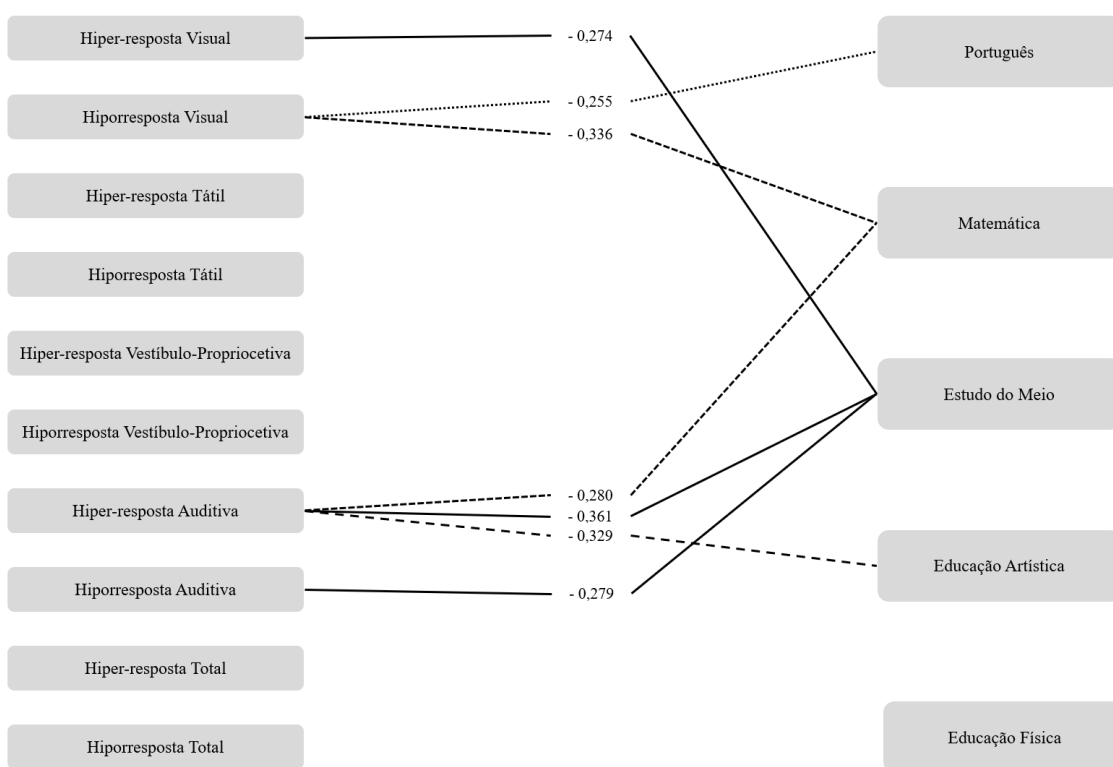 Hiper-resposta Visual
Hiporresposta Visual
Hiper-resposta Tátil
Hiporresposta Tátil
Hiper-resposta Vestíbulo-Propriocetiva
Hiporresposta Vestíbulo-Propriocetiva
Hiper-resposta Auditiva
Hiporresposta Auditiva
Hiper-resposta Total
Hiporresposta Total
- 0,274
- 0,255
- 0,336
- 0,280
- 0,361
- 0,329
- 0,279
Português
Matemática
Estudo do Meio
Educação Artística
Educação Física